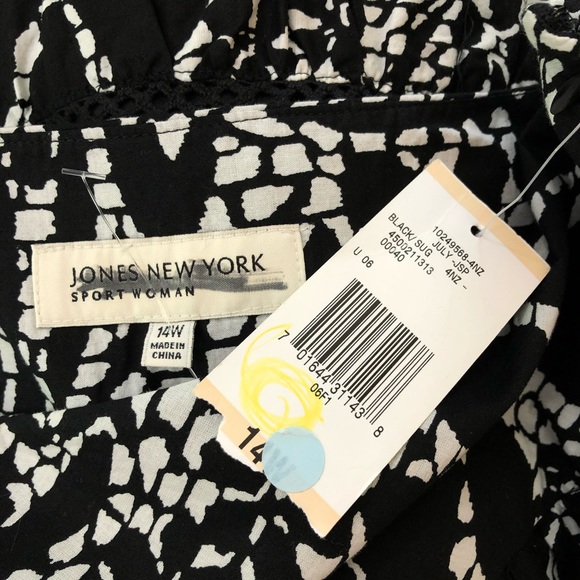 JONES NEW YORK
SPORT WOMAN
14W
MADE IN
CHINA
10249568-4NZ
JULY -JSP
4NZ -
BLACK/SUG
4500211313
00040
U 06
7 01644 31143 8
06F1
14W